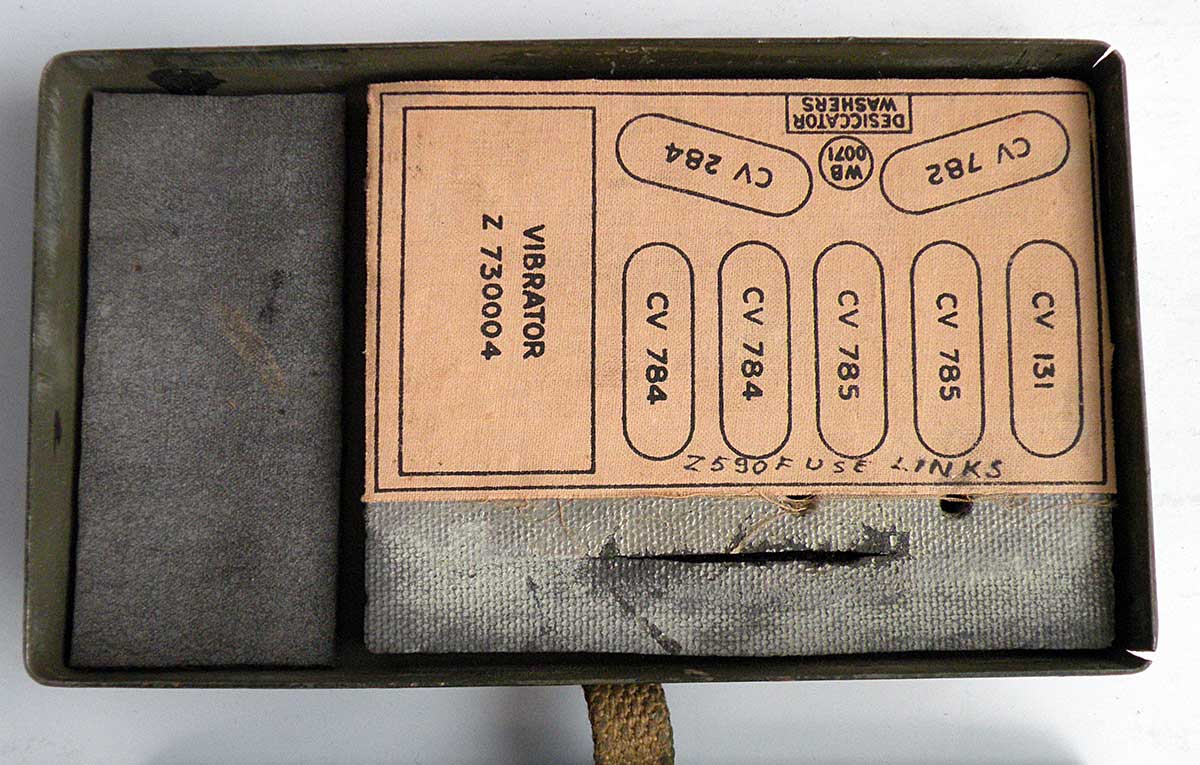 DESICCATOR
WASHERS
CV 284
WB
0071
CV 782
VIBRATOR
Z 730004
CV 784
CV 784
CV 785
CV 785
CV 131
Z590 FUSE LINKS